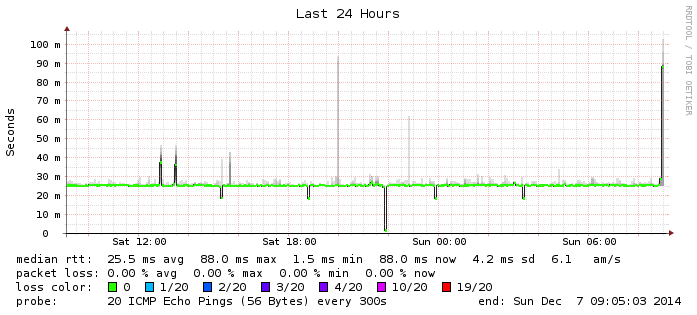 Last 24 Hours
RRDTOOL / TOBI OETIKER
Seconds
100 m
90 m
80 m
70 m
60 m
50 m
40 m
30 m
20 m
10 m
0
Sat 12:00 Sat 18:00 Sun 00:00 Sun 06:00
median rtt: 25.5 ms avg 88.0 ms max 1.5 ms min 88.0 ms now 4.2 ms sd 6.1 am/s
packet loss: 0.00 % avg 0.00 % max 0.00 % min 0.00 % now
loss color: 0 1/20 2/20 3/20 4/20 10/20 19/20
probe: 20 ICMP Echo Pings (56 Bytes) every 300s end: Sun Dec 7 09:05:03 2014